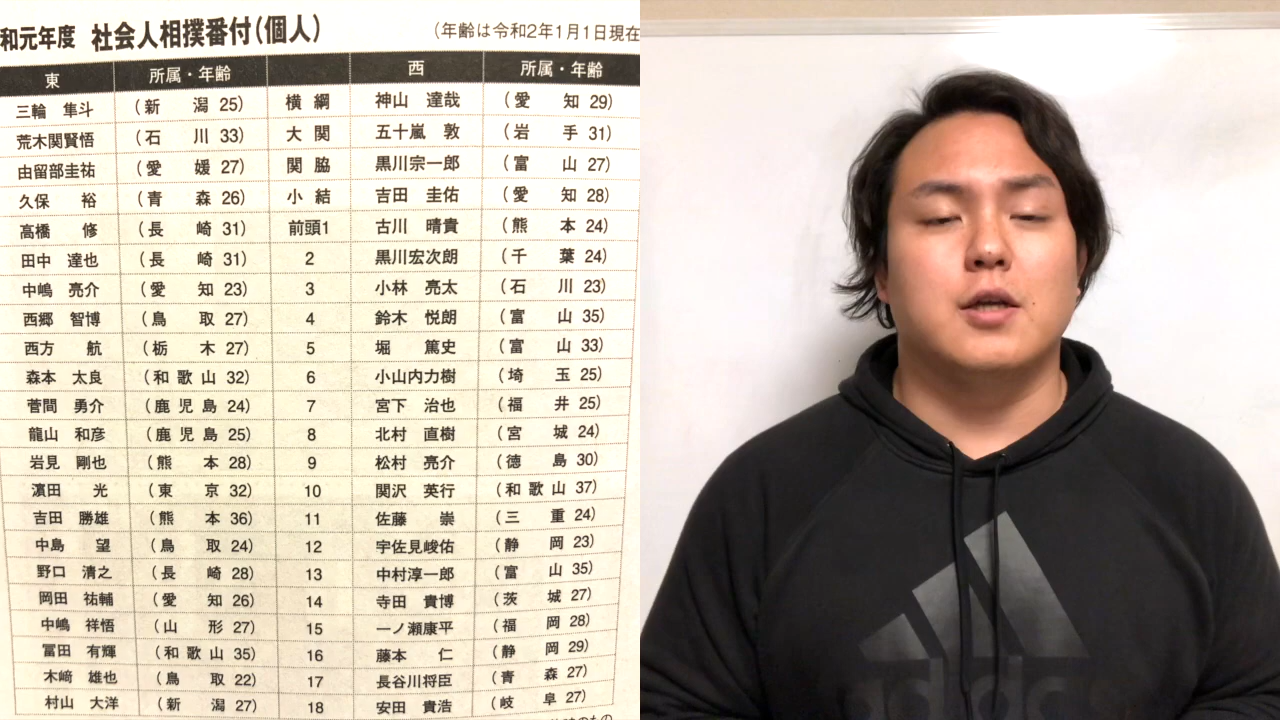 和元年度 社会人相撲番付(個人) (年齢は令和2年1月1日現在
東 所属・年齢 西 所属・年齢
三輪 隼斗 (新 潟 25) 横綱 神山 達哉 (愛 知 29)
荒木関賢悟 (石 川 33) 大関 五十嵐 敦 (岩 手 31)
由留部圭祐 (愛 媛 27) 関脇 黒川宗一郎 (富 山 27)
久保 裕 (青 森 26) 小結 吉田 圭佑 (愛 知 28)
高橋 修 (長 崎 31) 前頭1 古川 晴貴 (熊 本 24)
田中 達也 (長 崎 31) 2 黒川宏次朗 (千 葉 24)
中嶋 亮介 (愛 知 23) 3 小林 亮太 (石 川 23)
西郷 智博 (鳥 取 27) 4 鈴木 悦朗 (富 山 35)
西方 航 (栃 木 27) 5 堀 篤史 (富 山 33)
森本 太良 (和歌山 32) 6 小山内力樹 (埼 玉 25)
菅間 勇介 (鹿児島 24) 7 宮下 治也 (福 井 25)
龍山 和彦 (鹿児島 25) 8 北村 直樹 (宮 城 24)
岩見 剛也 (熊 本 28) 9 松村 亮介 (徳 島 30)
濵田 光 (東 京 32) 10 関沢 英行 (和歌山 37)
吉田 勝雄 (熊 本 36) 11 佐藤 崇 (三 重 24)
中島 望 (鳥 取 24) 12 宇佐見峻佑 (静 岡 23)
野口 清之 (長 崎 28) 13 中村淳一郎 (富 山 35)
岡田 祐輔 (愛 知 26) 14 寺田 貴博 (茨 城 27)
中嶋 祥悟 (山 形 27) 15 一ノ瀬康平 (福 岡 28)
冨田 有輝 (和歌山 35) 16 藤本 仁 (静 岡 29)
木﨑 雄也 (鳥 取 22) 17 長谷川将臣 (青 森 27)
村山 大洋 (新 潟 27) 18 安田 貴浩 (岐 阜 27)